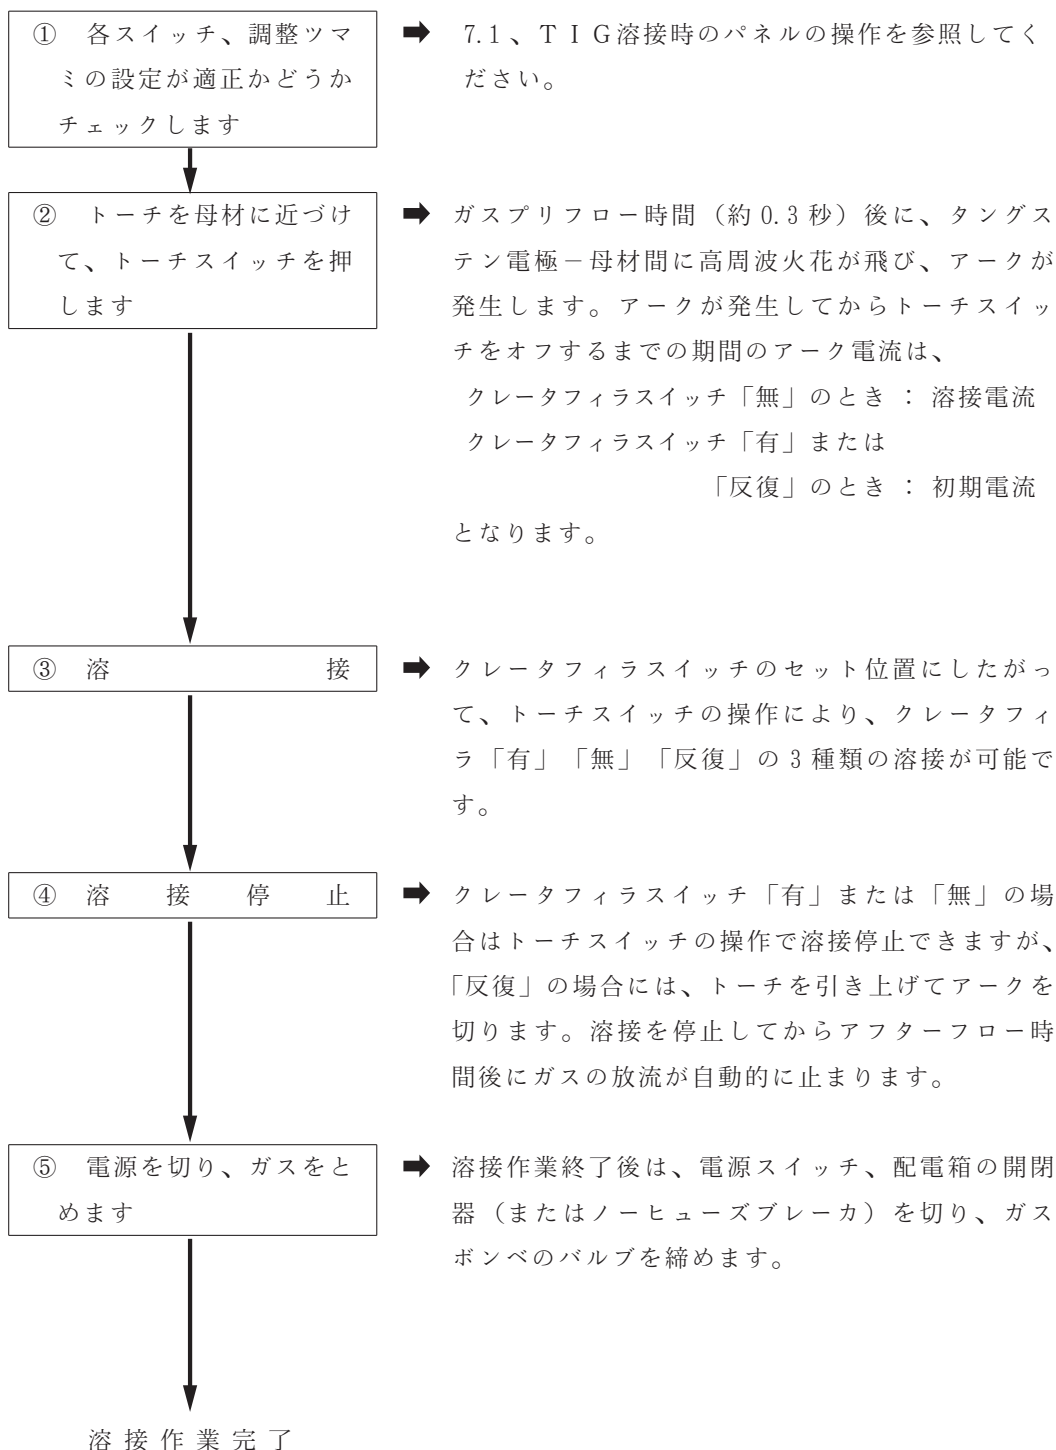 ① 各スイッチ、調整ツマ
ミの設定が適正かどうか
チェックします
➡ 7.1、TIG溶接時のパネルの操作を参照してく
ださい。
② トーチを母材に近づけ
て、トーチスイッチを押
します
➡ ガスプリフロー時間（約0.3秒）後に、タングス
テン電極－母材間に高周波火花が飛び、アークが
発生します。アークが発生してからトーチスイッ
チをオフするまでの期間のアーク電流は、
クレータフィラスイッチ「無」のとき ： 溶接電流
クレータフィラスイッチ「有」または
「反復」のとき ： 初期電流
となります。
③ 溶 接
➡ クレータフィラスイッチのセット位置にしたがっ
て、トーチスイッチの操作により、クレータフィ
ラ「有」「無」「反復」の3種類の溶接が可能で
す。
④ 溶 接 停 止
➡ クレータフィラスイッチ「有」または「無」の場
合はトーチスイッチの操作で溶接停止できますが、
「反復」の場合には、トーチを引き上げてアークを
切ります。溶接を停止してからアフターフロー時
間後にガスの放流が自動的に止まります。
⑤ 電源を切り、ガスをと
めます
➡ 溶接作業終了後は、電源スイッチ、配電箱の開閉
器（またはノーヒューズブレーカ）を切り、ガス
ボンベのバルブを締めます。
溶接作業完了